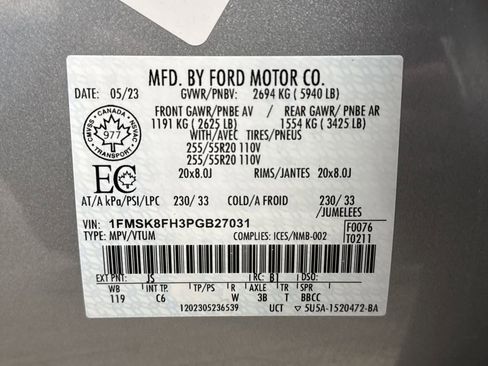 MFD. BY FORD MOTOR CO.
DATE: 05/23 GVWR/PNBV: 2694 KG ( 5940 LB)
FRONT GAWR/PNBE AV / REAR GAWR/ PNBE AR
1191 KG ( 2625 LB) 1554 KG ( 3425 LB)
WITH/AVEC TIRES/PNEUS
255/55R20 110V
255/55R20 110V
20x8.0J RIMS/JANTES 20x8.0J
CANADA
CMVSS NSVAC
977
TRANSPORT
EC
AT/A kPa/PSI/LPC 230/ 33 COLD/A FROID 230/ 33
/JUMELEES
VIN: 1FMSK8FH3PGB27031 F0076
TYPE: MPV/VTUM COMPLIES: ICES/NMB-002 T0211
EXT PNT: JS RC: B1 DSO:
WB INT TR TP/PS R AXLE TR SPR
119 C6 W 3B T BBCC
1202305236539 UCT ▽ 5U5A-1520472-BA